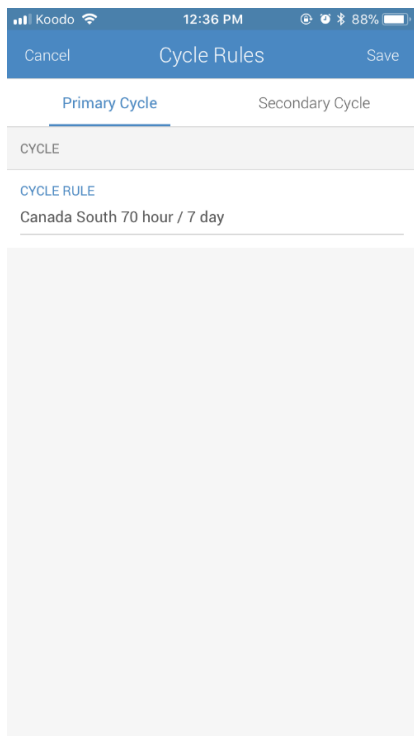 Koodo 12:36 PM 88%
Cancel Cycle Rules Save
Primary Cycle Secondary Cycle
CYCLE
CYCLE RULE
Canada South 70 hour / 7 day